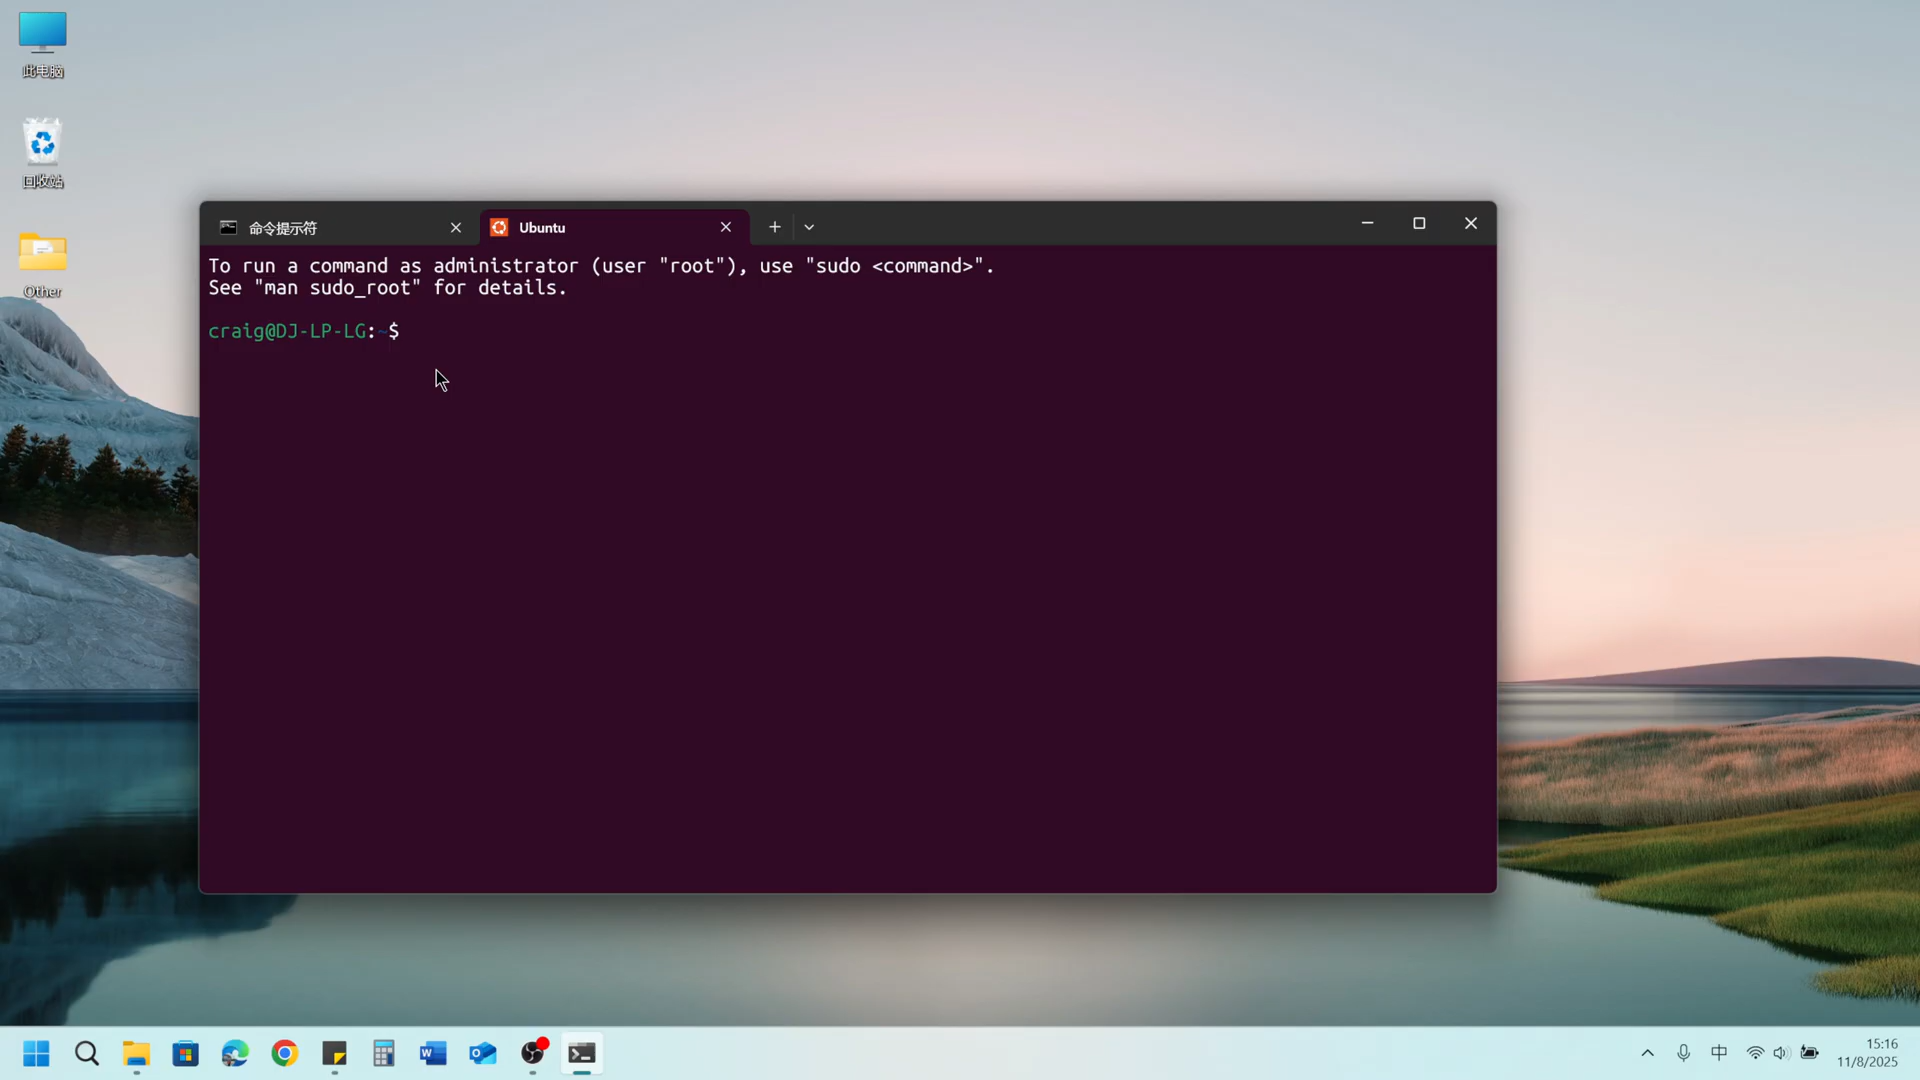 此电脑
回收站
Other
命令提示符
Ubuntu
To run a command as administrator (user "root"), use "sudo <command>".
See "man sudo_root" for details.
craig@DJ-LP-LG:~$
中
15:16
11/8/2025